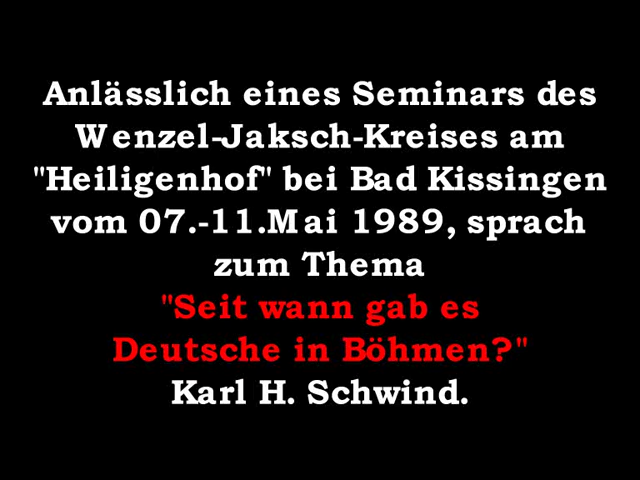 Anlässlich eines Seminars des
Wenzel-Jaksch-Kreises am
"Heiligenhof" bei Bad Kissingen
vom 07.-11.Mai 1989, sprach
zum Thema
"Seit wann gab es
Deutsche in Böhmen?"
Karl H. Schwind.